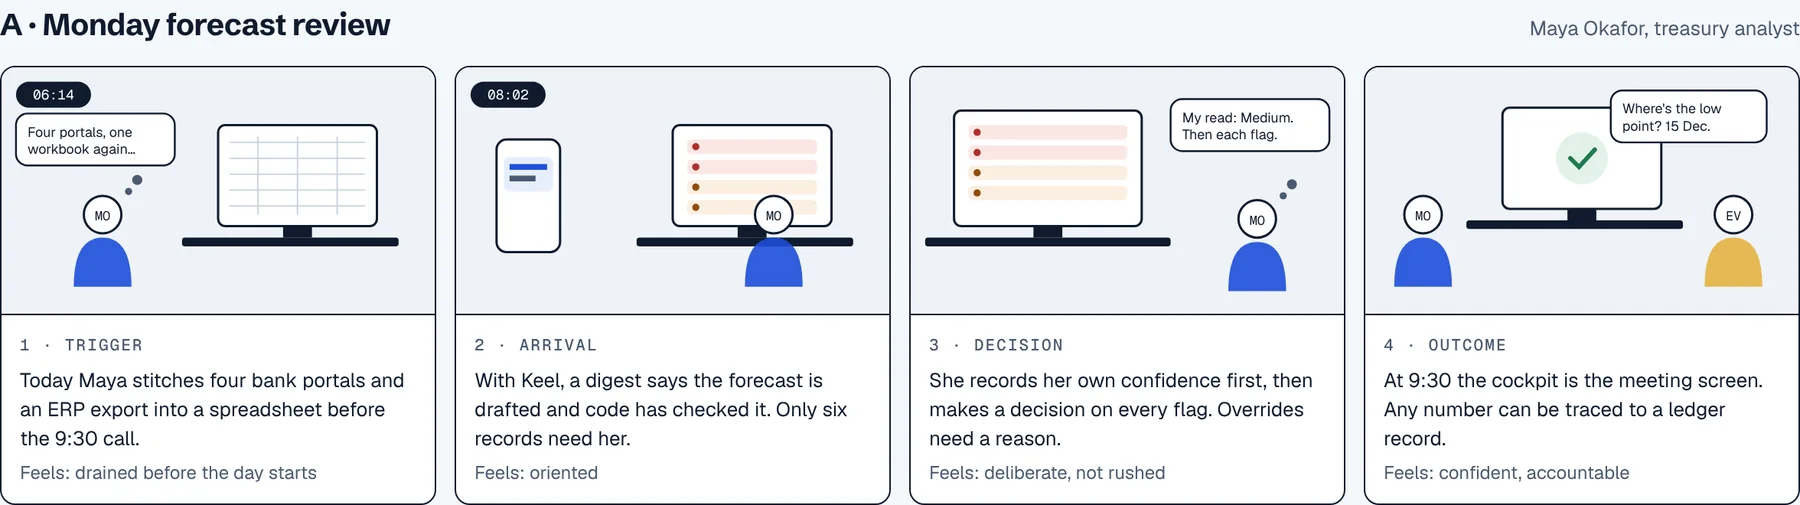 A · Monday forecast review
Maya Okafor, treasury analyst
06:14
Four portals, one
workbook again...
MO
1 · TRIGGER
Today Maya stitches four bank portals and
an ERP export into a spreadsheet before
the 9:30 call.
Feels: drained before the day starts
08:02
MO
2 · ARRIVAL
With Keel, a digest says the forecast is
drafted and code has checked it. Only six
records need her.
Feels: oriented
My read: Medium.
Then each flag.
MO
3 · DECISION
She records her own confidence first, then
makes a decision on every flag. Overrides
need a reason.
Feels: deliberate, not rushed
Where's the low
point? 15 Dec.
MO
EV
4 · OUTCOME
At 9:30 the cockpit is the meeting screen.
Any number can be traced to a ledger
record.
Feels: confident, accountable